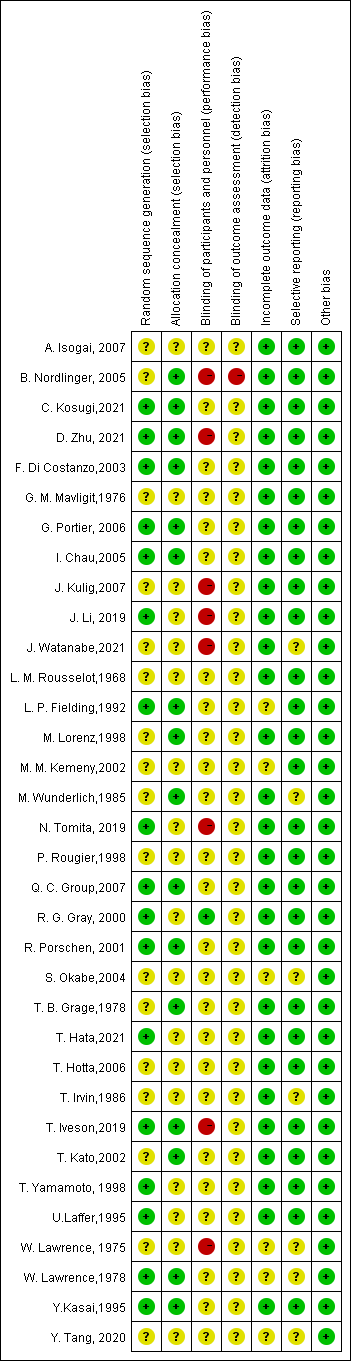 Random sequence generation (selection bias)
Allocation concealment (selection bias)
Blinding of participants and personnel (performance bias)
Blinding of outcome assessment (detection bias)
Incomplete outcome data (attrition bias)
Selective reporting (reporting bias)
Other bias
A. Isogai, 2007 ? ? ? ? + + +
B. Nordlinger, 2005 ? + - - + + +
C. Kosugi,2021 + + ? ? + + +
D. Zhu, 2021 + + - ? + + +
F. Di Costanzo,2003 + + ? ? + + +
G. M. Mavligit,1976 ? ? ? ? + + +
G. Portier, 2006 + + ? ? + + +
I. Chau,2005 + + ? ? + + +
J. Kulig,2007 ? ? - ? + + +
J. Li, 2019 + ? - ? + + +
J. Watanabe,2021 ? ? - ? + ? +
L. M. Rousselot,1968 ? ? ? ? + + +
L. P. Fielding,1992 + + ? ? ? + +
M. Lorenz,1998 ? + ? ? + + +
M. M. Kemeny,2002 ? ? ? ? ? + +
M. Wunderlich,1985 ? + ? ? + ? +
N. Tomita, 2019 + ? - ? + + +
P. Rougier,1998 ? ? ? ? + + +
Q. C. Group,2007 + + ? ? + + +
R. G. Gray, 2000 + ? + ? + + +
R. Porschen, 2001 + + ? ? + + +
S. Okabe,2004 ? ? ? ? ? ? +
T. B. Grage,1978 ? + ? ? + + +
T. Hata,2021 + ? ? ? + + +
T. Hotta,2006 ? ? ? ? + + +
T. Irvin,1986 ? ? ? ? + ? +
T. Iveson,2019 + + - ? + + +
T. Kato,2002 ? + ? ? + + +
T. Yamamoto, 1998 + ? ? ? + + +
U.Laffer,1995 + ? ? ? + + +
W. Lawrence, 1975 ? ? - ? ? ? +
W. Lawrence,1978 + + ? ? ? ? +
Y.Kasai,1995 + + ? ? + + +
Y. Tang, 2020 ? ? ? ? ? ? +